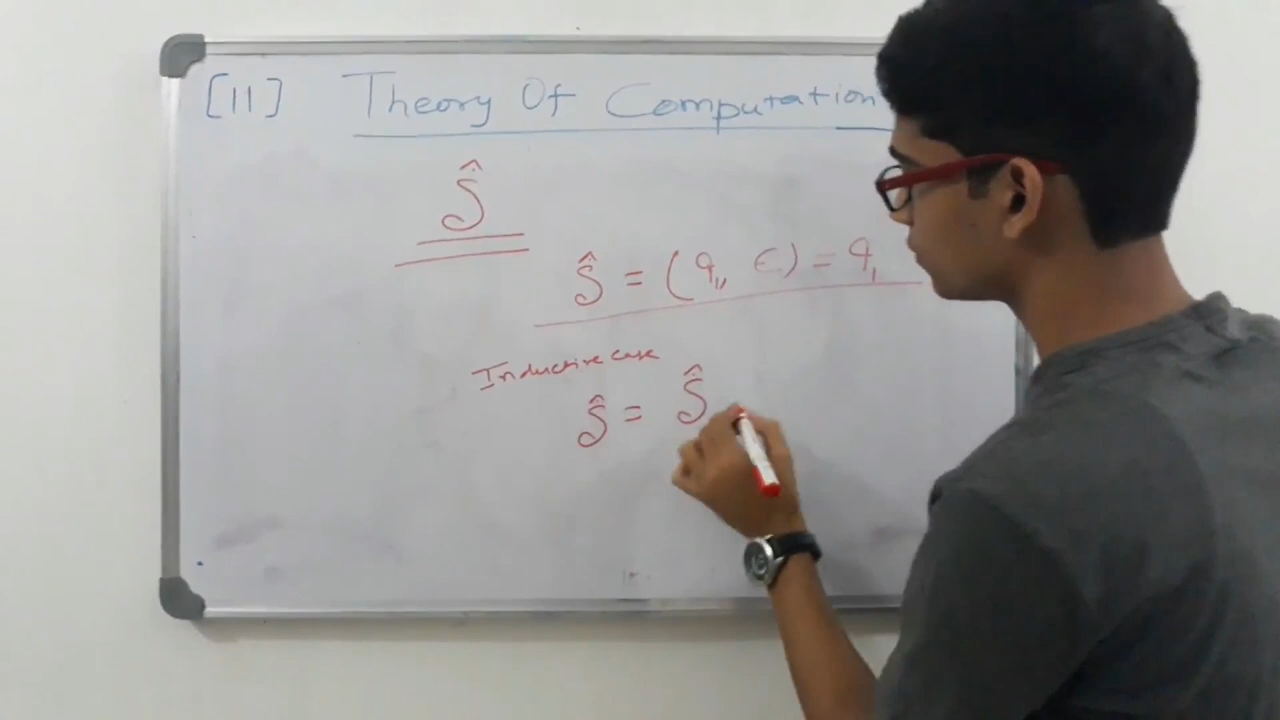 [11] Theory Of Computation
δ̂
δ̂ = (q₁, ϵ) = q₁
Inductive case
δ̂ = δ̂